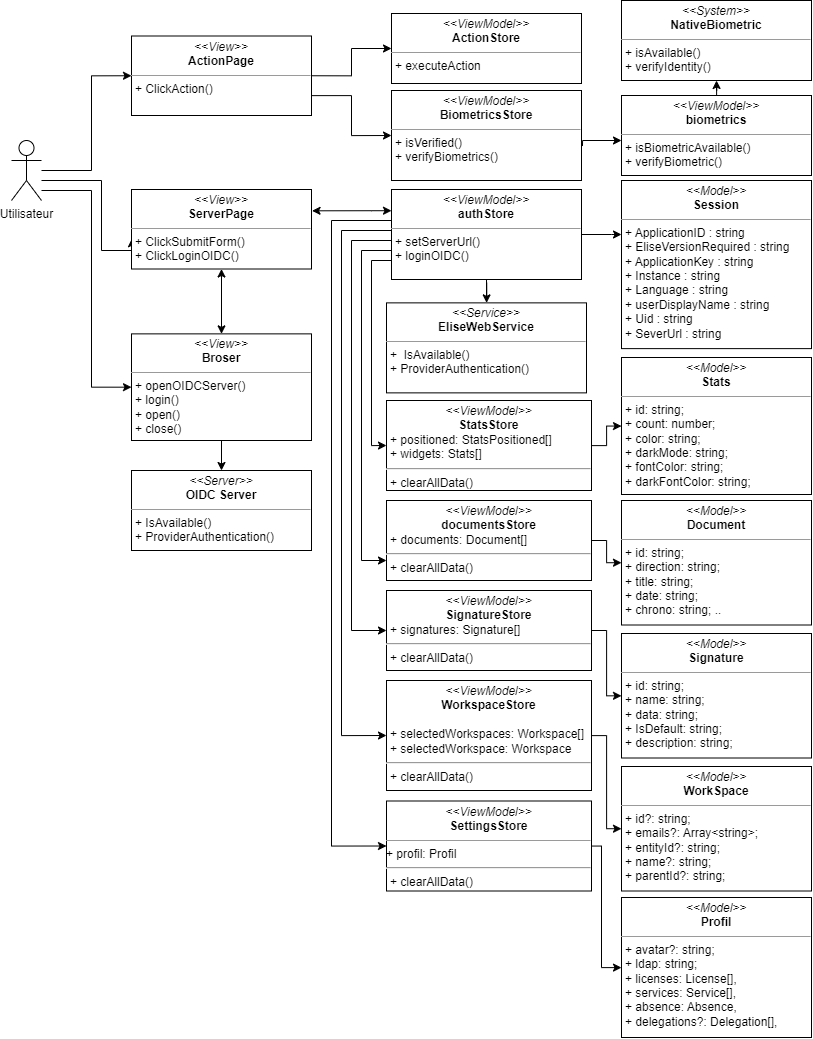 Utilisateur
<<View>>
ActionPage
+ ClickAction()
<<View>>
ServerPage
+ ClickSubmitForm()
+ ClickLoginOIDC()
<<View>>
Broser
+ openOIDCServer()
+ login()
+ open()
+ close()
<<Server>>
OIDC Server
+ IsAvailable()
+ ProviderAuthentication()
<<ViewModel>>
ActionStore
+ executeAction
<<ViewModel>>
BiometricsStore
+ isVerified()
+ verifyBiometrics()
<<ViewModel>>
authStore
+ setServerUrl()
+ loginOIDC()
<<Service>>
EliseWebService
+ IsAvailable()
+ ProviderAuthentication()
<<ViewModel>>
StatsStore
+ positioned: StatsPositioned[]
+ widgets: Stats[]
+ clearAllData()
<<ViewModel>>
documentsStore
+ documents: Document[]
+ clearAllData()
<<ViewModel>>
SignatureStore
+ signatures: Signature[]
+ clearAllData()
<<ViewModel>>
WorkspaceStore
+ selectedWorkspaces: Workspace[]
+ selectedWorkspace: Workspace
+ clearAllData()
<<ViewModel>>
SettingsStore
+ profil: Profil
+ clearAllData()
<<System>>
NativeBiometric
+ isAvailable()
+ verifyIdentity()
<<ViewModel>>
biometrics
+ isBiometricAvailable()
+ verifyBiometric()
<<ViewModel>>
Session
+ ApplicationID : string
+ EliseVersionRequired : string
+ ApplicationKey : string
+ Instance : string
+ Language : string
+ userDisplayName : string
+ Uid : string
+ SeverUrl : string
<<Model>>
Stats
+ id: string;
+ count: number;
+ color: string;
+ darkMode: string;
+ fontColor: string;
+ darkFontColor: string;
<<Model>>
Document
+ id: string;
+ direction: string;
+ title: string;
+ date: string;
+ chrono: string; ..
<<Model>>
Signature
+ id: string;
+ name: string;
+ data: string;
+ IsDefault: string;
+ description: string;
<<Model>>
WorkSpace
+ id?: string;
+ emails?: Array<string>;
+ entityId?: string;
+ name?: string;
+ parentId?: string;
<<Model>>
Profil
+ avatar?: string;
+ ldap: string;
+ licenses: License[],
+ services: Service[],
+ absence: Absence,
+ delegations?: Delegation[],